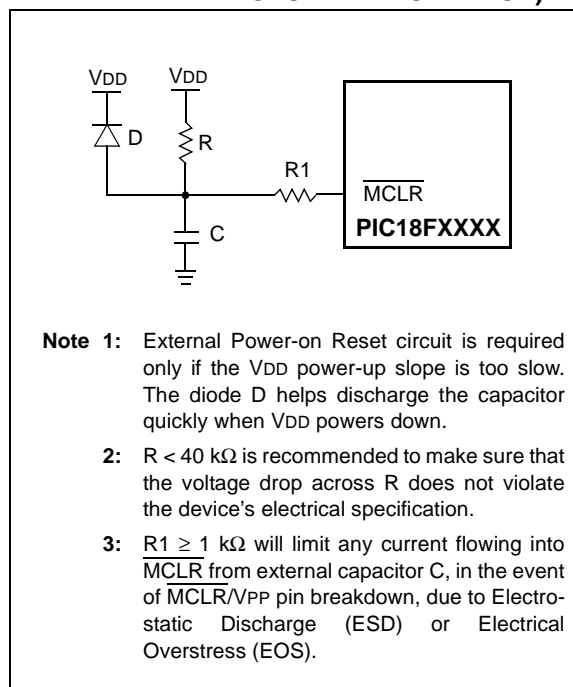 VDD VDD
D
R
R1
MCLR
PIC18FXXXX
C
Note 1: External Power-on Reset circuit is required
only if the VDD power-up slope is too slow.
The diode D helps discharge the capacitor
quickly when VDD powers down.
2: R < 40 kΩ is recommended to make sure that
the voltage drop across R does not violate
the device's electrical specification.
3: R1 ≥ 1 kΩ will limit any current flowing into
MCLR from external capacitor C, in the event
of MCLR/VPP pin breakdown, due to Electro-
static Discharge (ESD) or Electrical
Overstress (EOS).